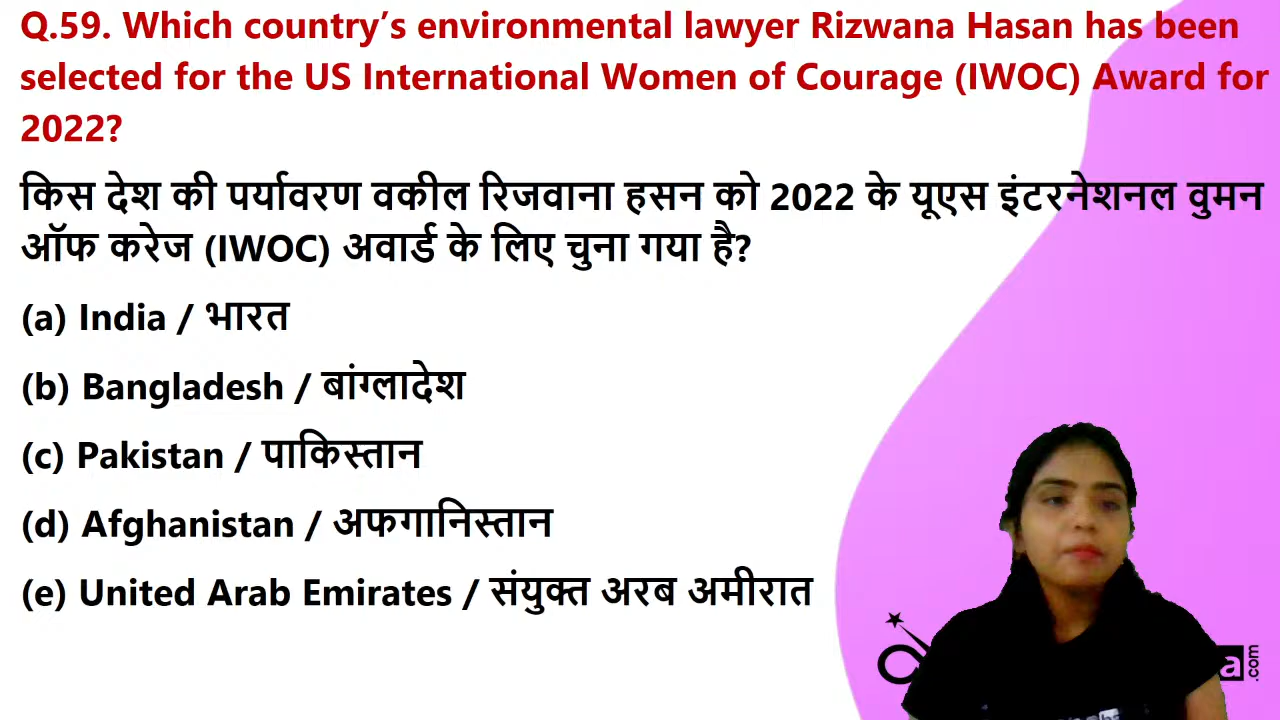 Q.59. Which country’s environmental lawyer Rizwana Hasan has been
selected for the US International Women of Courage (IWOC) Award for
2022?
किस देश की पर्यावरण वकील रिजवाना हसन को 2022 के यूएस इंटरनेशनल वुमन
ऑफ करेज (IWOC) अवार्ड के लिए चुना गया है?
(a) India / भारत
(b) Bangladesh / बांग्लादेश
(c) Pakistan / पाकिस्तान
(d) Afghanistan / अफगानिस्तान
(e) United Arab Emirates / संयुक्त अरब अमीरात
.com